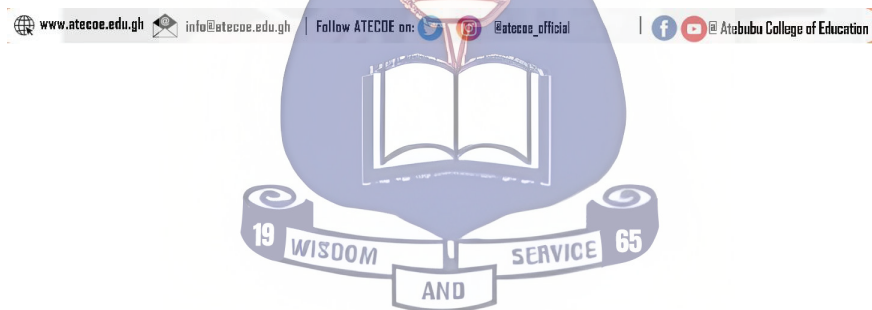 www.atecoe.edu.gh info@atecoe.edu.gh | Follow ATECOE on: @atecoe_official | @ Atebubu College of Education
19 WISDOM SERVICE 65
AND